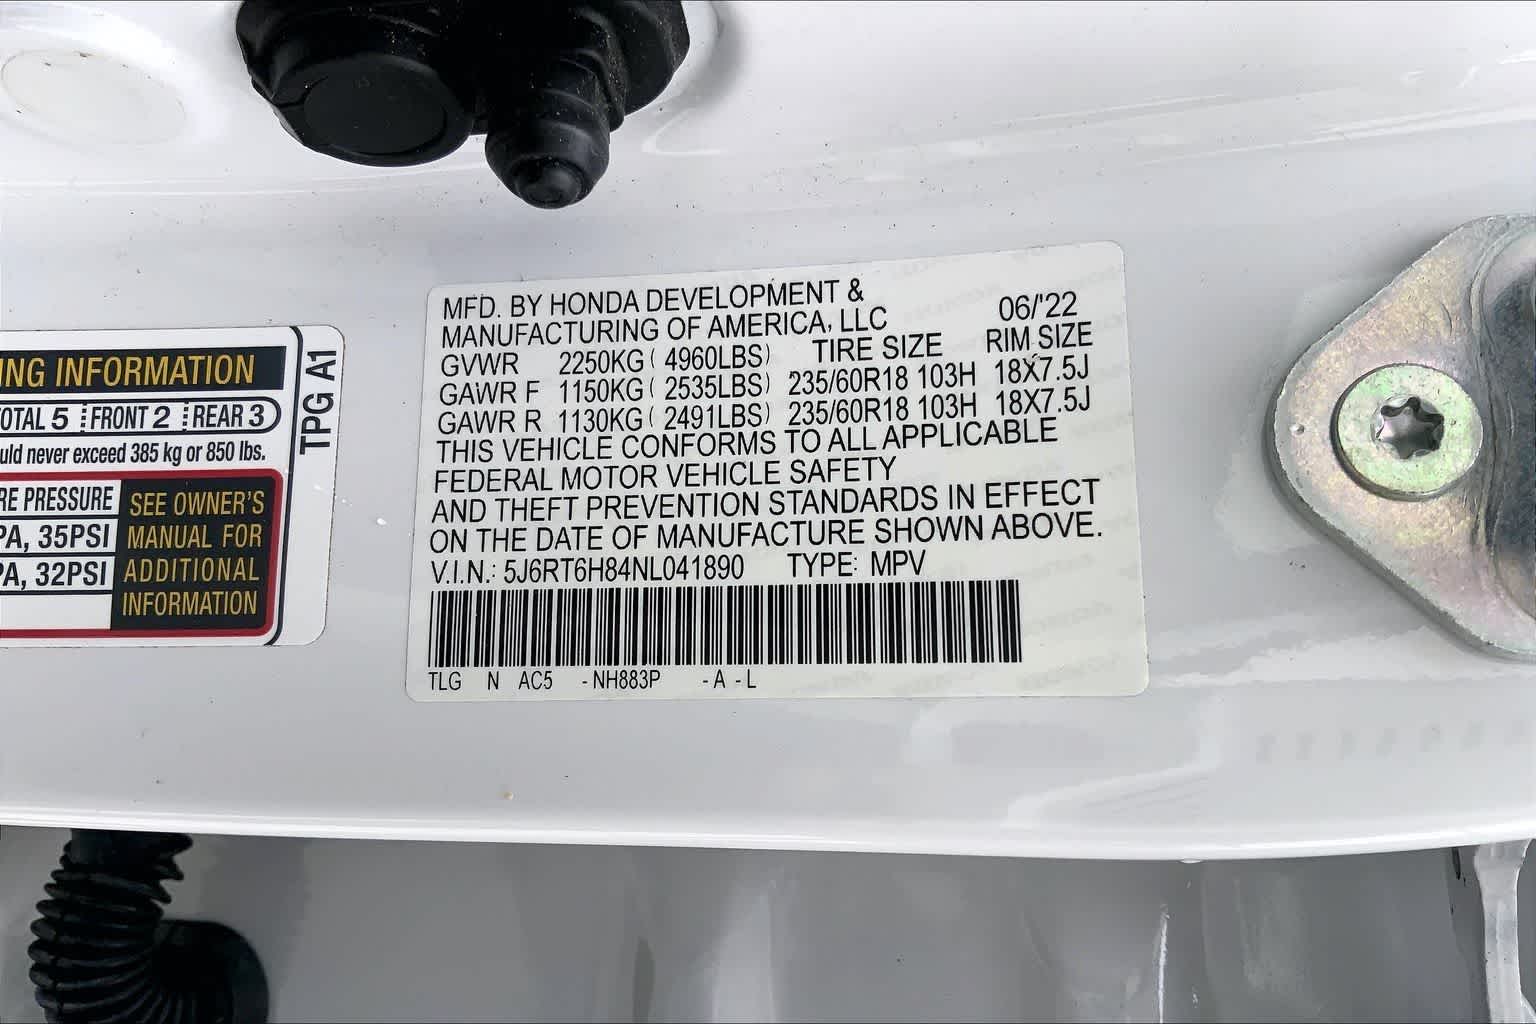 MFD. BY HONDA DEVELOPMENT &
MANUFACTURING OF AMERICA, LLC 06/'22
GVWR 2250KG ( 4960LBS) TIRE SIZE RIM SIZE
GAWR F 1150KG ( 2535LBS) 235/60R18 103H 18X7.5J
GAWR R 1130KG ( 2491LBS) 235/60R18 103H 18X7.5J
THIS VEHICLE CONFORMS TO ALL APPLICABLE
FEDERAL MOTOR VEHICLE SAFETY
AND THEFT PREVENTION STANDARDS IN EFFECT
ON THE DATE OF MANUFACTURE SHOWN ABOVE.
V.I.N.: 5J6RT6H84NL041890 TYPE: MPV
TLG N AC5 -NH883P -A -L
ING INFORMATION
TOTAL 5 FRONT 2 REAR 3
uld never exceed 385 kg or 850 lbs.
RE PRESSURE
PA, 35PSI
PA, 32PSI
SEE OWNER'S
MANUAL FOR
ADDITIONAL
INFORMATION
TPG A1